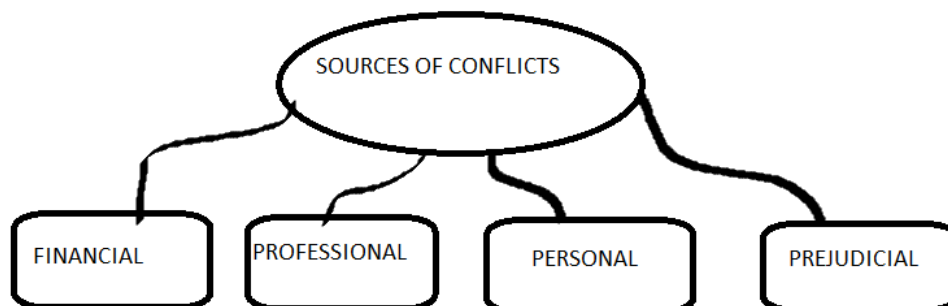 SOURCES OF CONFLICTS
FINANCIAL
PROFESSIONAL
PERSONAL
PREJUDICIAL